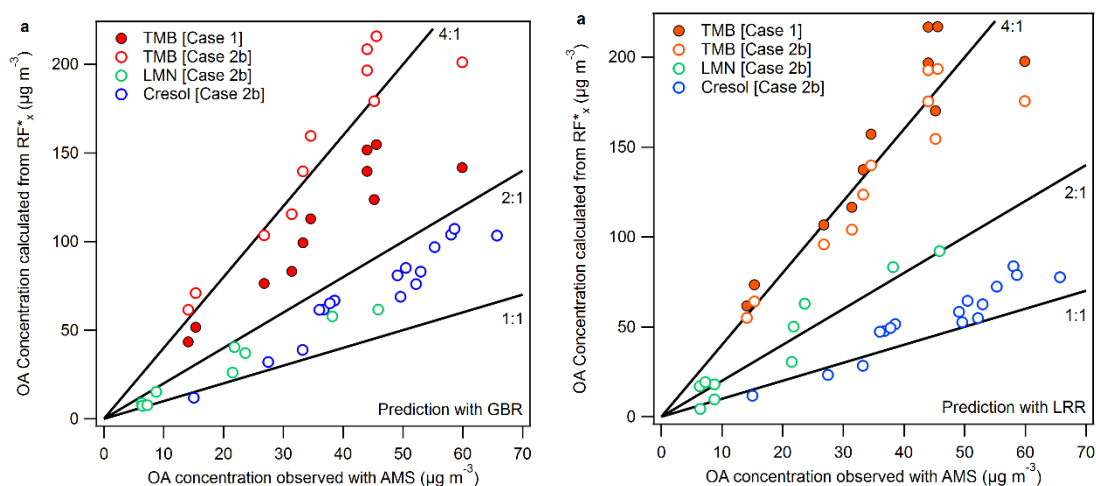 a
OA Concentration calculated from RF*x (µg m-3)
200
150
100
50
0
TMB [Case 1]
TMB [Case 2b]
LMN [Case 2b]
Cresol [Case 2b]
4:1
2:1
1:1
Prediction with GBR
0 10 20 30 40 50 60 70
OA concentration observed with AMS (µg m-3)
a
OA Concentration calculated from RF*x (µg m-3)
200
150
100
50
0
TMB [Case 1]
TMB [Case 2b]
LMN [Case 2b]
Cresol [Case 2b]
4:1
2:1
1:1
Prediction with LRR
0 10 20 30 40 50 60 70
OA concentration observed with AMS (µg m-3)